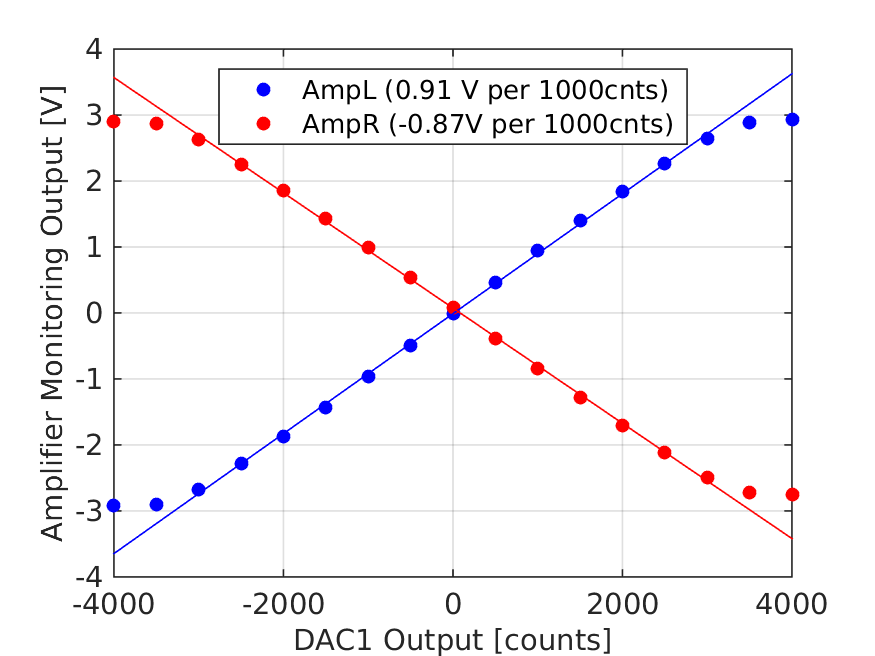 AmpL (0.91 V per 1000cnts)
AmpR (-0.87V per 1000cnts)
Amplifier Monitoring Output [V]
4
3
2
1
0
-1
-2
-3
-4
-4000 -2000 0 2000 4000
DAC1 Output [counts]